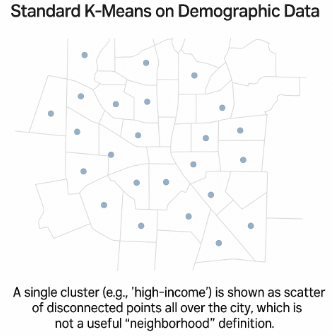 Standard K-Means on Demographic Data
A single cluster (e.g., 'high-income') is shown as scatter
of disconnected points all over the city, which is
not a useful "neighborhood" definition.